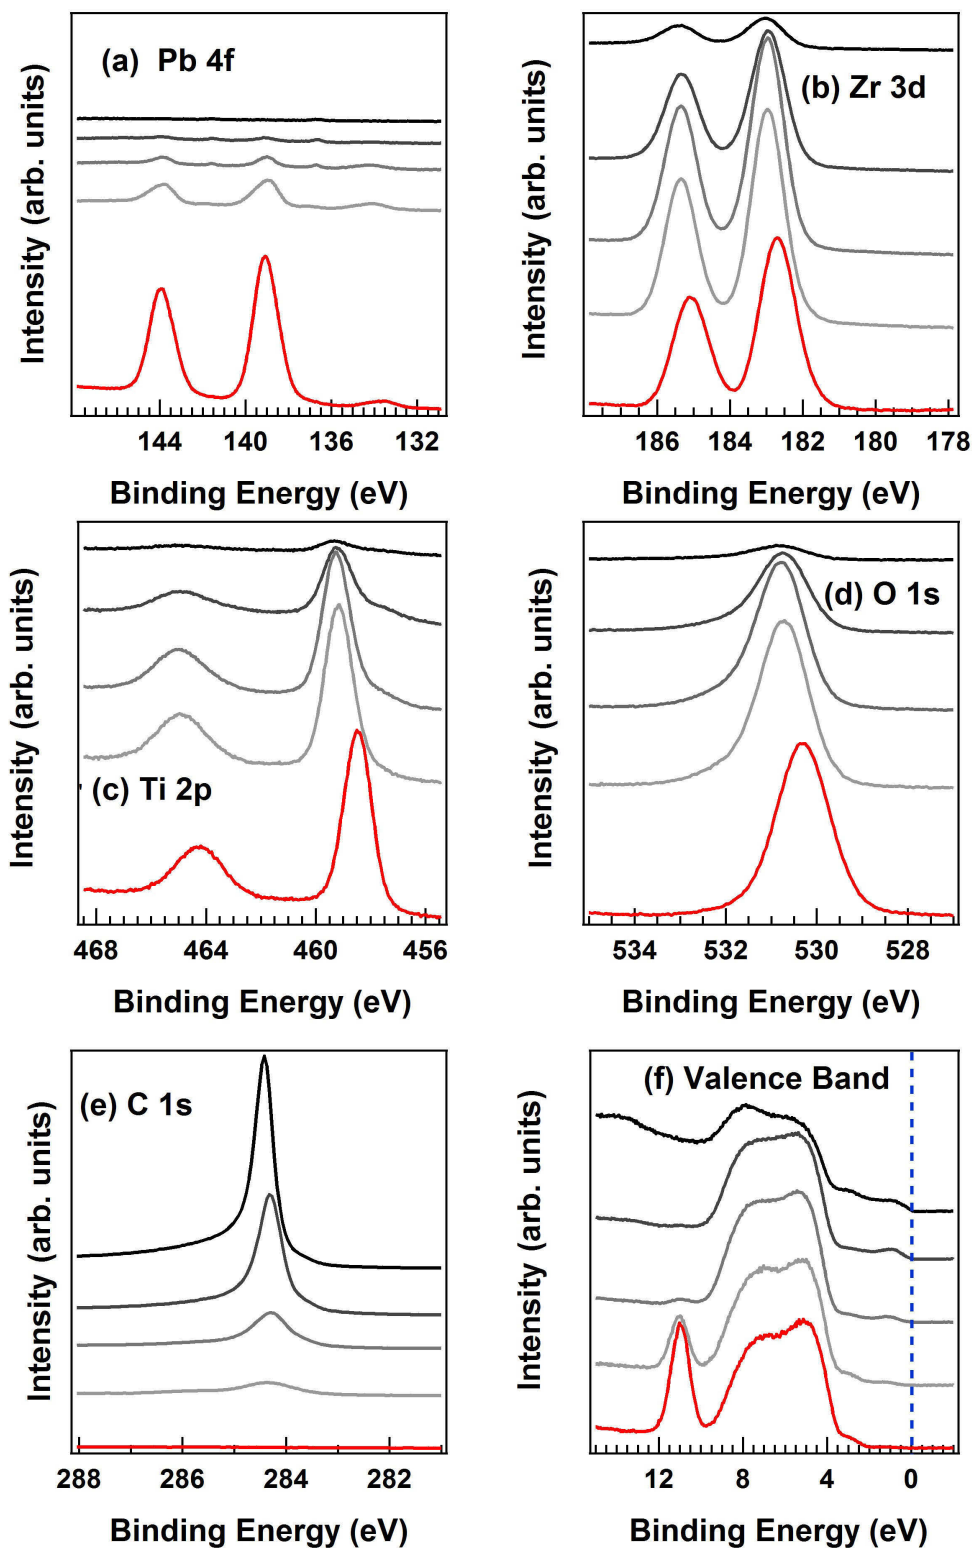 (a) Pb 4f
Intensity (arb. units)
144 140 136 132
Binding Energy (eV)
(b) Zr 3d
Intensity (arb. units)
186 184 182 180 178
Binding Energy (eV)
(c) Ti 2p
Intensity (arb. units)
468 464 460 456
Binding Energy (eV)
(d) O 1s
Intensity (arb. units)
534 532 530 528
Binding Energy (eV)
(e) C 1s
Intensity (arb. units)
288 286 284 282
Binding Energy (eV)
(f) Valence Band
Intensity (arb. units)
12 8 4 0
Binding Energy (eV)